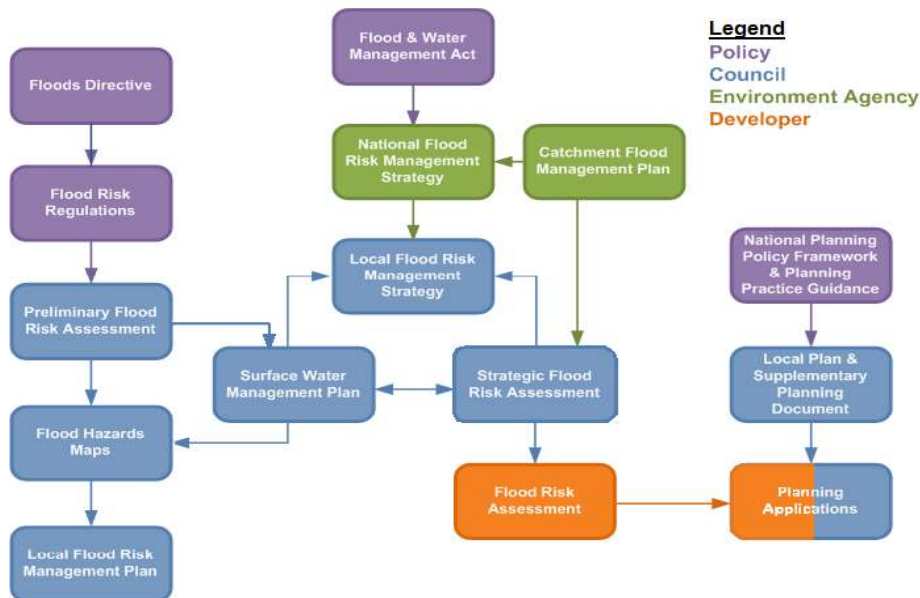 Legend
Policy
Council
Environment Agency
Developer
Flood & Water
Management Act
Floods Directive
National Flood
Risk Management
Strategy
Catchment Flood
Management Plan
Flood Risk
Regulations
National Planning
Policy Framework
& Planning
Practice Guidance
Local Flood Risk
Management
Strategy
Preliminary Flood
Risk Assessment
Surface Water
Management Plan
Strategic Flood
Risk Assessment
Local Plan &
Supplementary
Planning
Document
Flood Hazards
Maps
Flood Risk
Assessment
Planning
Applications
Local Flood Risk
Management Plan